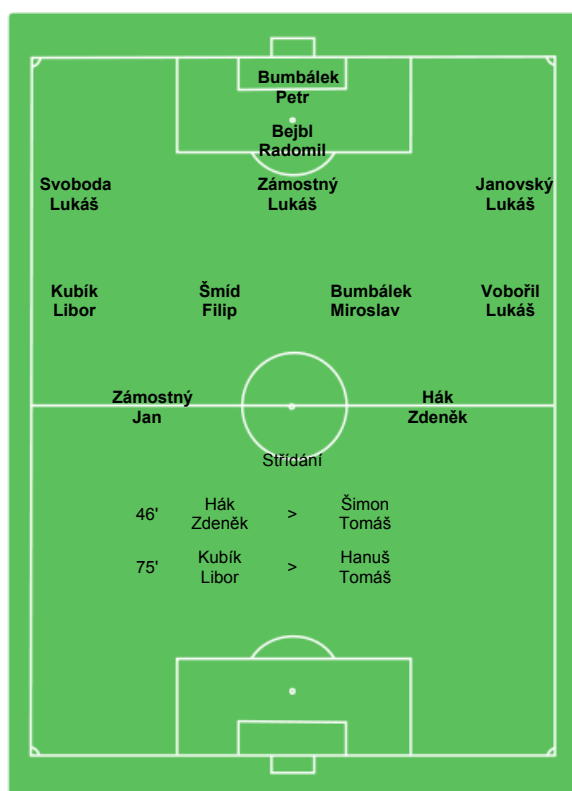 Bumbálek
Petr
Bejbl
Radomil
Svoboda
Lukáš
Zámostný
Lukáš
Janovský
Lukáš
Kubík
Libor
Šmíd
Filip
Bumbálek
Miroslav
Vobořil
Lukáš
Zámostný
Jan
Hák
Zdeněk
Střídání
46'
Hák
Zdeněk
>
Šimon
Tomáš
75'
Kubík
Libor
>
Hanuš
Tomáš